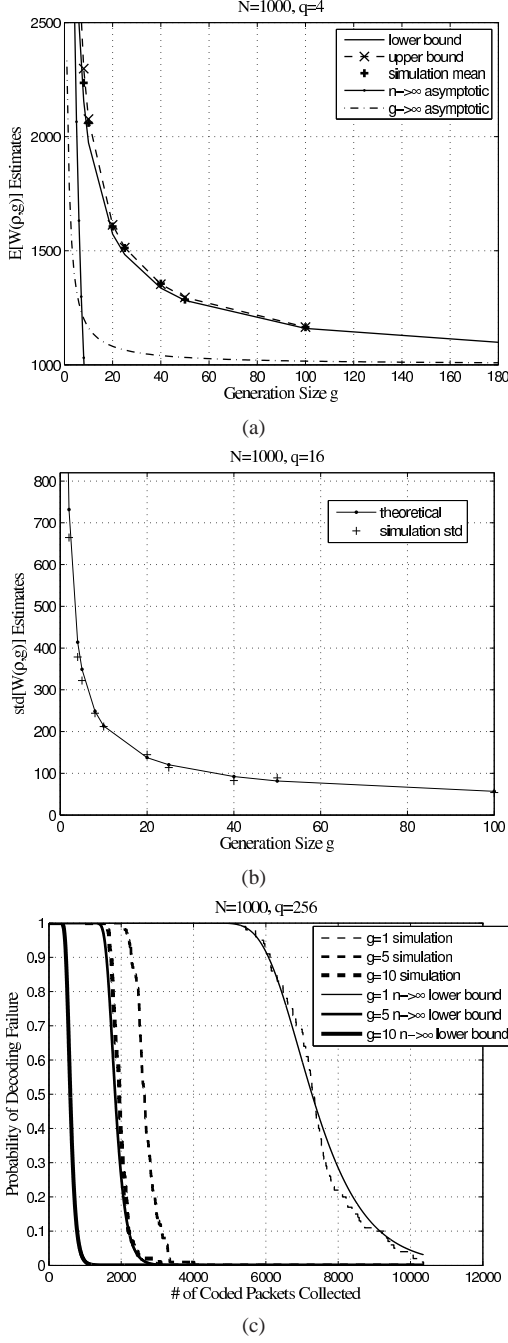 N=1000, q=4
2500
2000
1500
1000
E[W(ρ,g)] Estimates
lower bound
upper bound
simulation mean
n−>∞ asymptotic
g−>∞ asymptotic
0 20 40 60 80 100 120 140 160 180
Generation Size g
(a)
N=1000, q=16
800
700
600
500
400
300
200
100
0
std[W(ρ,g)] Estimates
theoretical
simulation std
0 20 40 60 80 100
Generation Size g
(b)
N=1000, q=256
1
0.9
0.8
0.7
0.6
0.5
0.4
0.3
0.2
0.1
0
Probability of Decoding Failure
g=1 simulation
g=5 simulation
g=10 simulation
g=1 n−>∞ lower bound
g=5 n−>∞ lower bound
g=10 n−>∞ lower bound
0 2000 4000 6000 8000 10000 12000
# of Coded Packets Collected
(c)